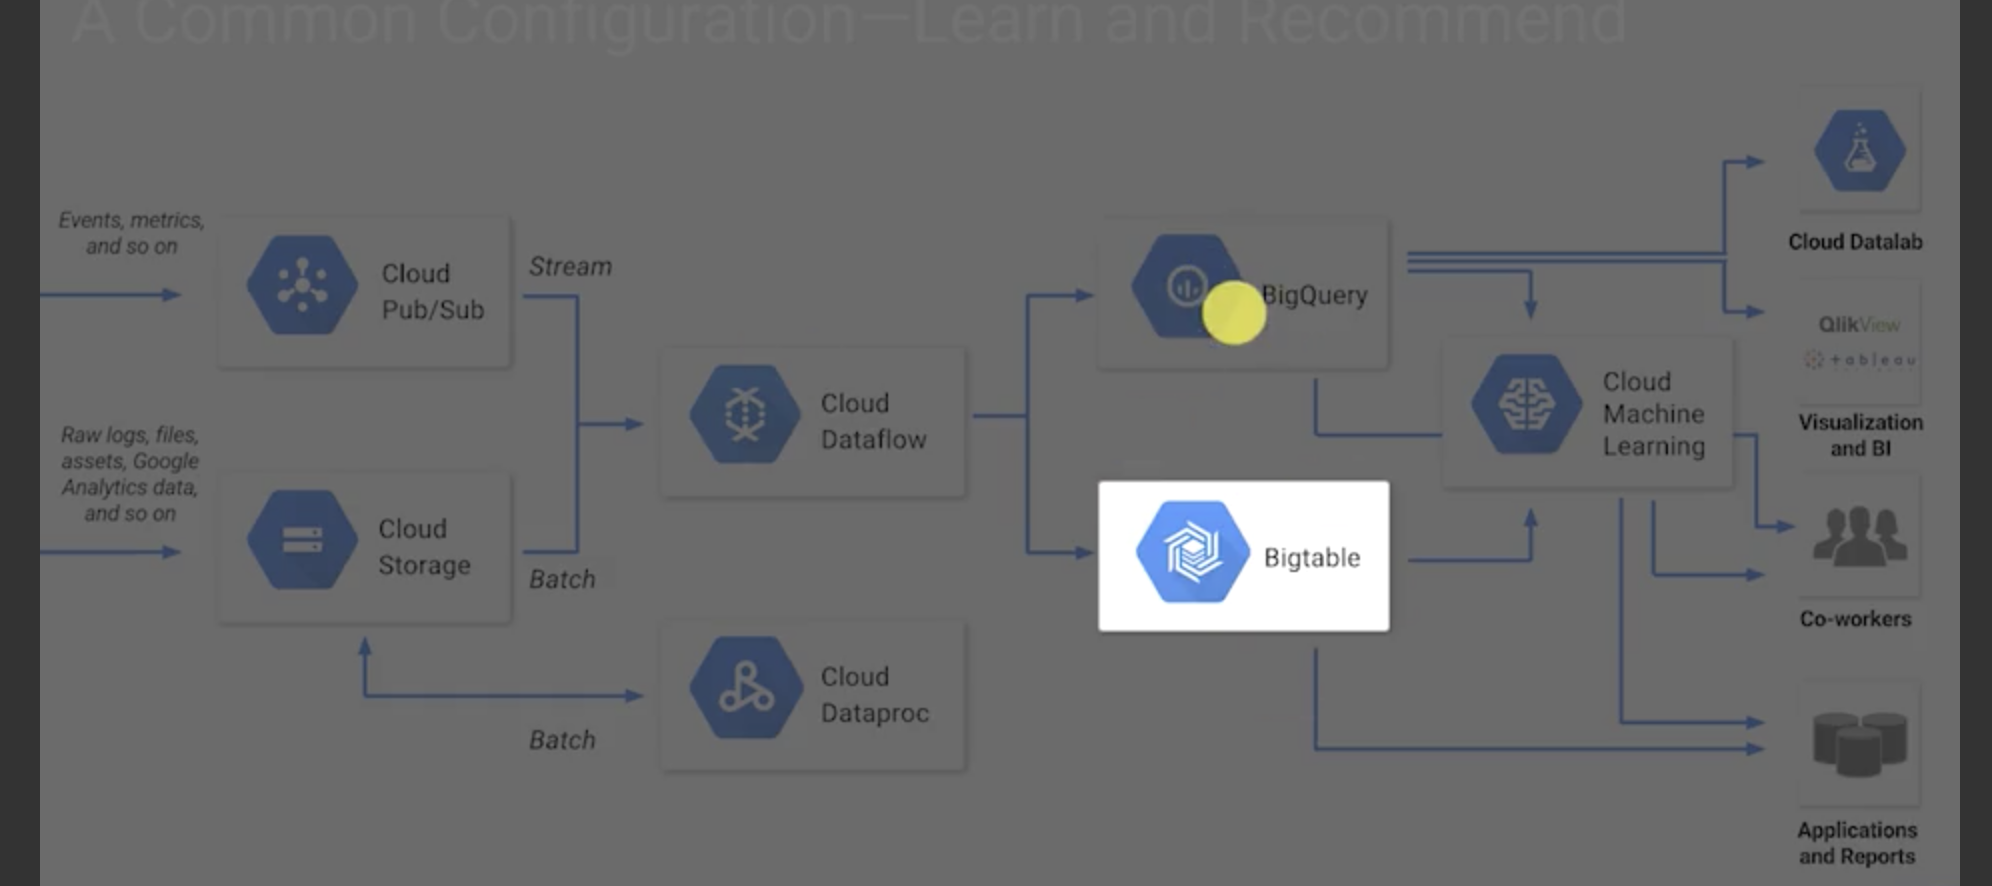 A Common Configuration—Learn and Recommend
Events, metrics,
and so on
Cloud
Pub/Sub
Stream
Raw logs, files,
assets, Google
Analytics data,
and so on
Cloud
Storage
Batch
Cloud
Dataflow
Cloud
Dataproc
Batch
BigQuery
Bigtable
Cloud
Machine
Learning
Cloud Datalab
QlikView
+ableau
Visualization
and BI
Co-workers
Applications
and Reports